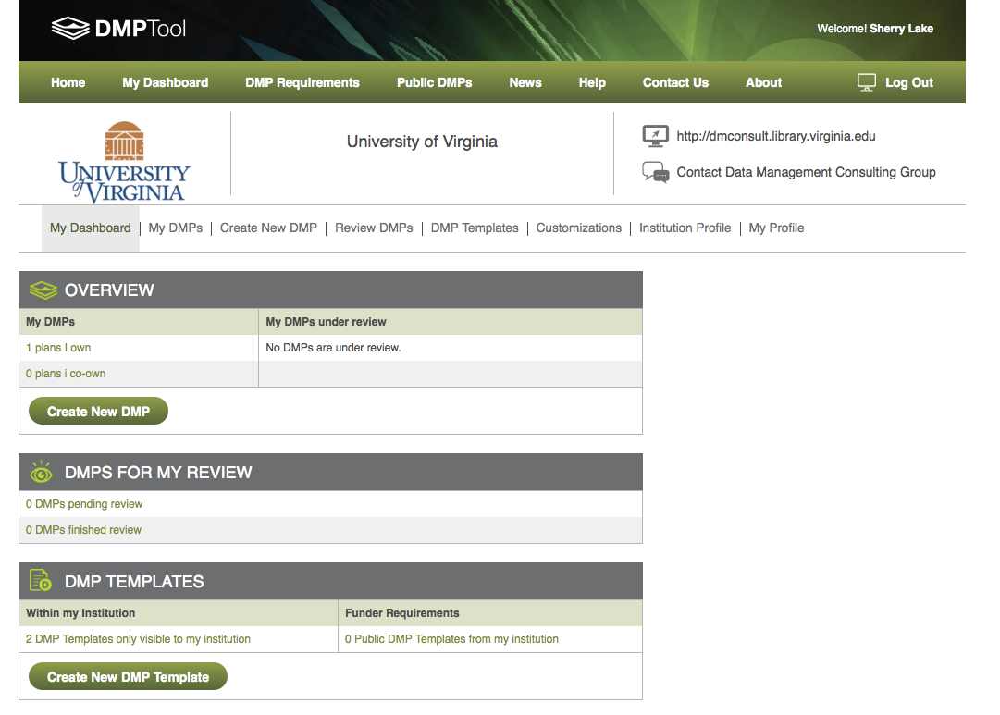 DMPTool
Welcome! Sherry Lake
Home My Dashboard DMP Requirements Public DMPs News Help Contact Us About Log Out
UNIVERSITY
of VIRGINIA
University of Virginia
http://dmconsult.library.virginia.edu
Contact Data Management Consulting Group
My Dashboard | My DMPs | Create New DMP | Review DMPs | DMP Templates | Customizations | Institution Profile | My Profile
OVERVIEW
My DMPs My DMPs under review
1 plans I own No DMPs are under review.
0 plans i co-own
Create New DMP
DMPS FOR MY REVIEW
0 DMPs pending review
0 DMPs finished review
DMP TEMPLATES
Within my Institution Funder Requirements
2 DMP Templates only visible to my institution 0 Public DMP Templates from my institution
Create New DMP Template